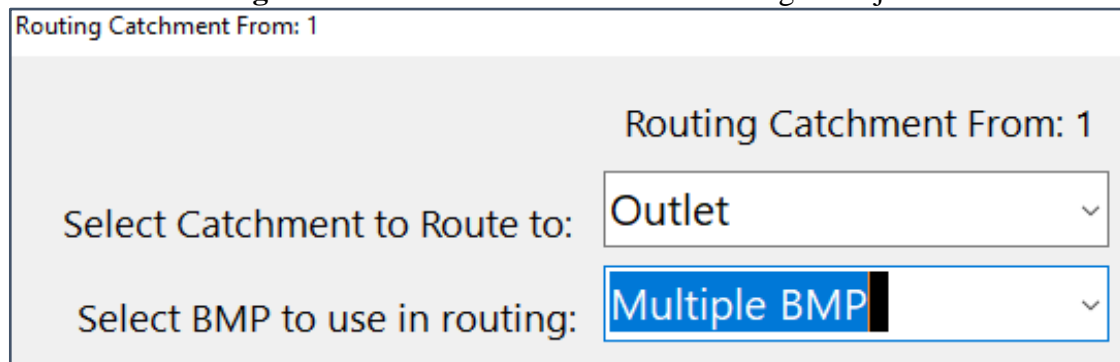 Routing Catchment From: 1
Routing Catchment From: 1
Select Catchment to Route to: Outlet
Select BMP to use in routing: Multiple BMP